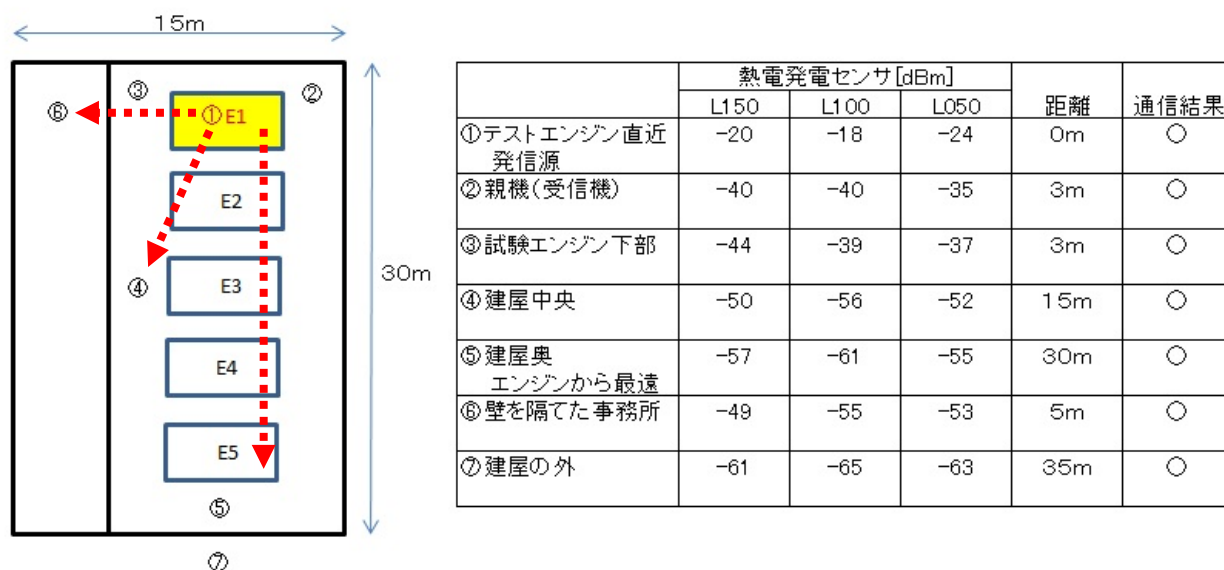 15m
③
②
⑥
①E1
E2
④
E3
30m
E4
E5
⑤
⑦
熱電発電センサ[dBm] 距離 通信結果
L150 L100 L050
①テストエンジン直近 発信源 -20 -18 -24 0m ○
②親機(受信機) -40 -40 -35 3m ○
③試験エンジン下部 -44 -39 -37 3m ○
④建屋中央 -50 -56 -52 15m ○
⑤建屋奥 エンジンから最遠 -57 -61 -55 30m ○
⑥壁を隔てた事務所 -49 -55 -53 5m ○
⑦建屋の外 -61 -65 -63 35m ○